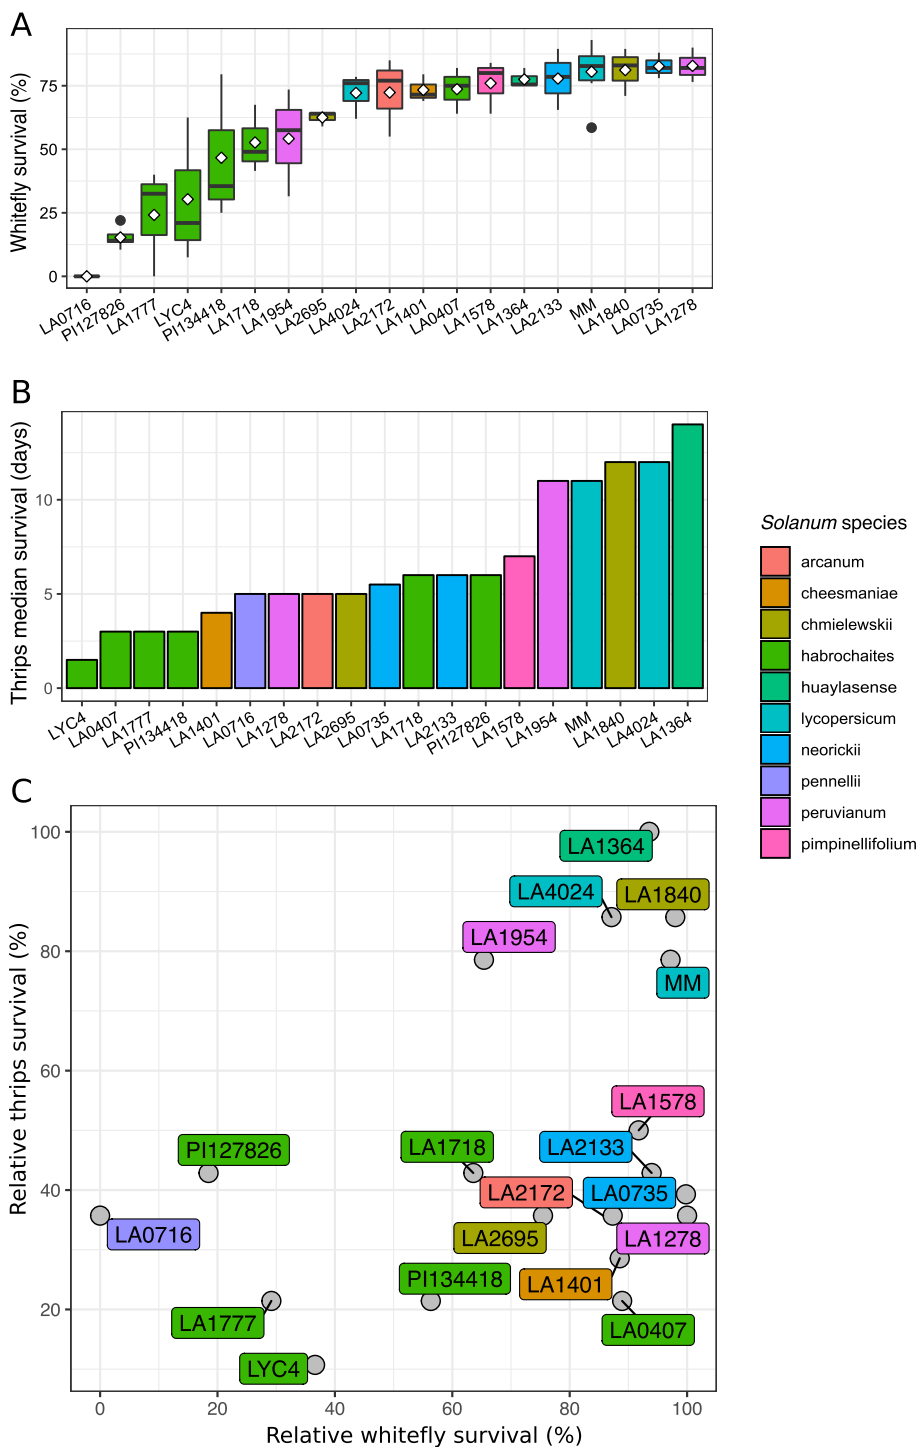 A
Whitefly survival (%)
75
50
25
0
LA0716
PI127826
LA1777
LYC4
PI134418
LA1718
LA1954
LA2695
LA4024
LA2172
LA1401
LA0407
LA1578
LA1364
LA2133
MM
LA1840
LA0735
LA1278
B
Thrips median survival (days)
10
5
0
LYC4
LA0407
LA1777
PI134418
LA1401
LA0716
LA1278
LA2172
LA2695
LA0735
LA1718
LA2133
PI127826
LA1578
LA1954
MM
LA1840
LA4024
LA1364
Solanum species
arcanum
cheesmaniae
chmielewskii
habrochaites
huaylasense
lycopersicum
neorickii
pennellii
peruvianum
pimpinellifolium
C
Relative thrips survival (%)
100
80
60
40
20
LA1364
LA4024
LA1840
LA1954
MM
LA1578
PI127826
LA1718
LA2133
LA2172
LA0735
LA0716
LA2695
LA1278
PI134418
LA1401
LA1777
LA0407
LYC4
0
20
40
60
80
100
Relative whitefly survival (%)